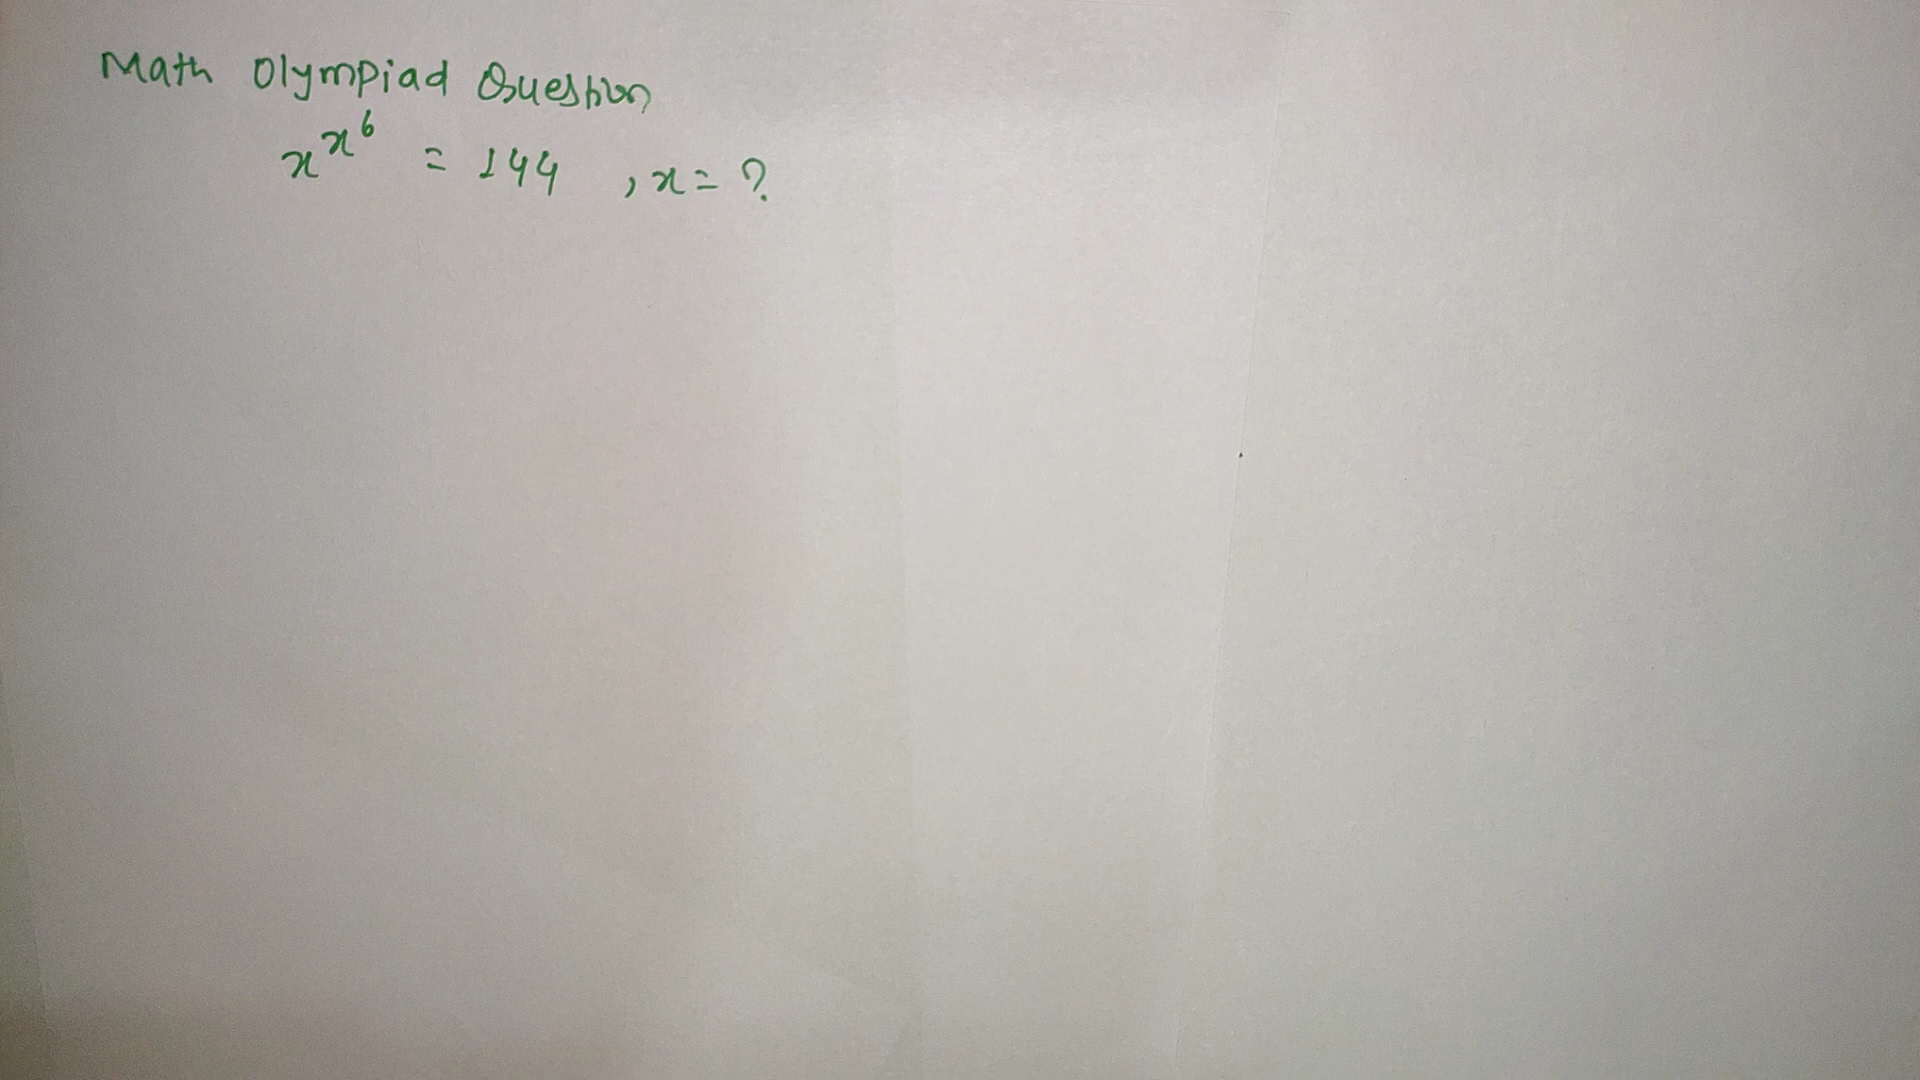 Math Olympiad Question
x^x^6 = 144 , x = ?